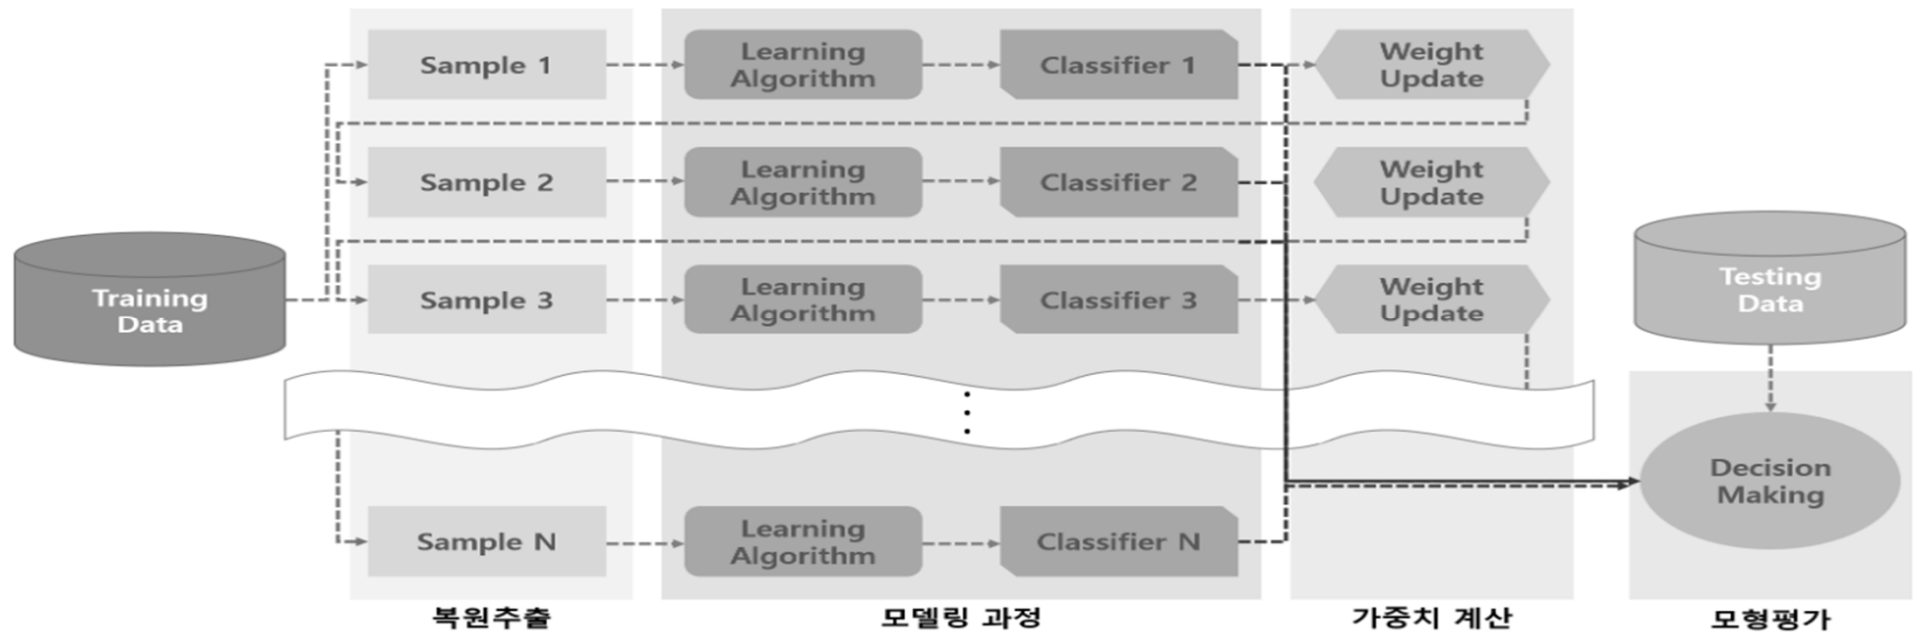 Sample 1
Learning
Algorithm
Classifier 1
Weight
Update
Sample 2
Learning
Algorithm
Classifier 2
Weight
Update
Training
Data
Sample 3
Learning
Algorithm
Classifier 3
Weight
Update
Testing
Data
Decision
Making
Sample N
Learning
Algorithm
Classifier N
복원추출
모델링 과정
가중치 계산
모형평가